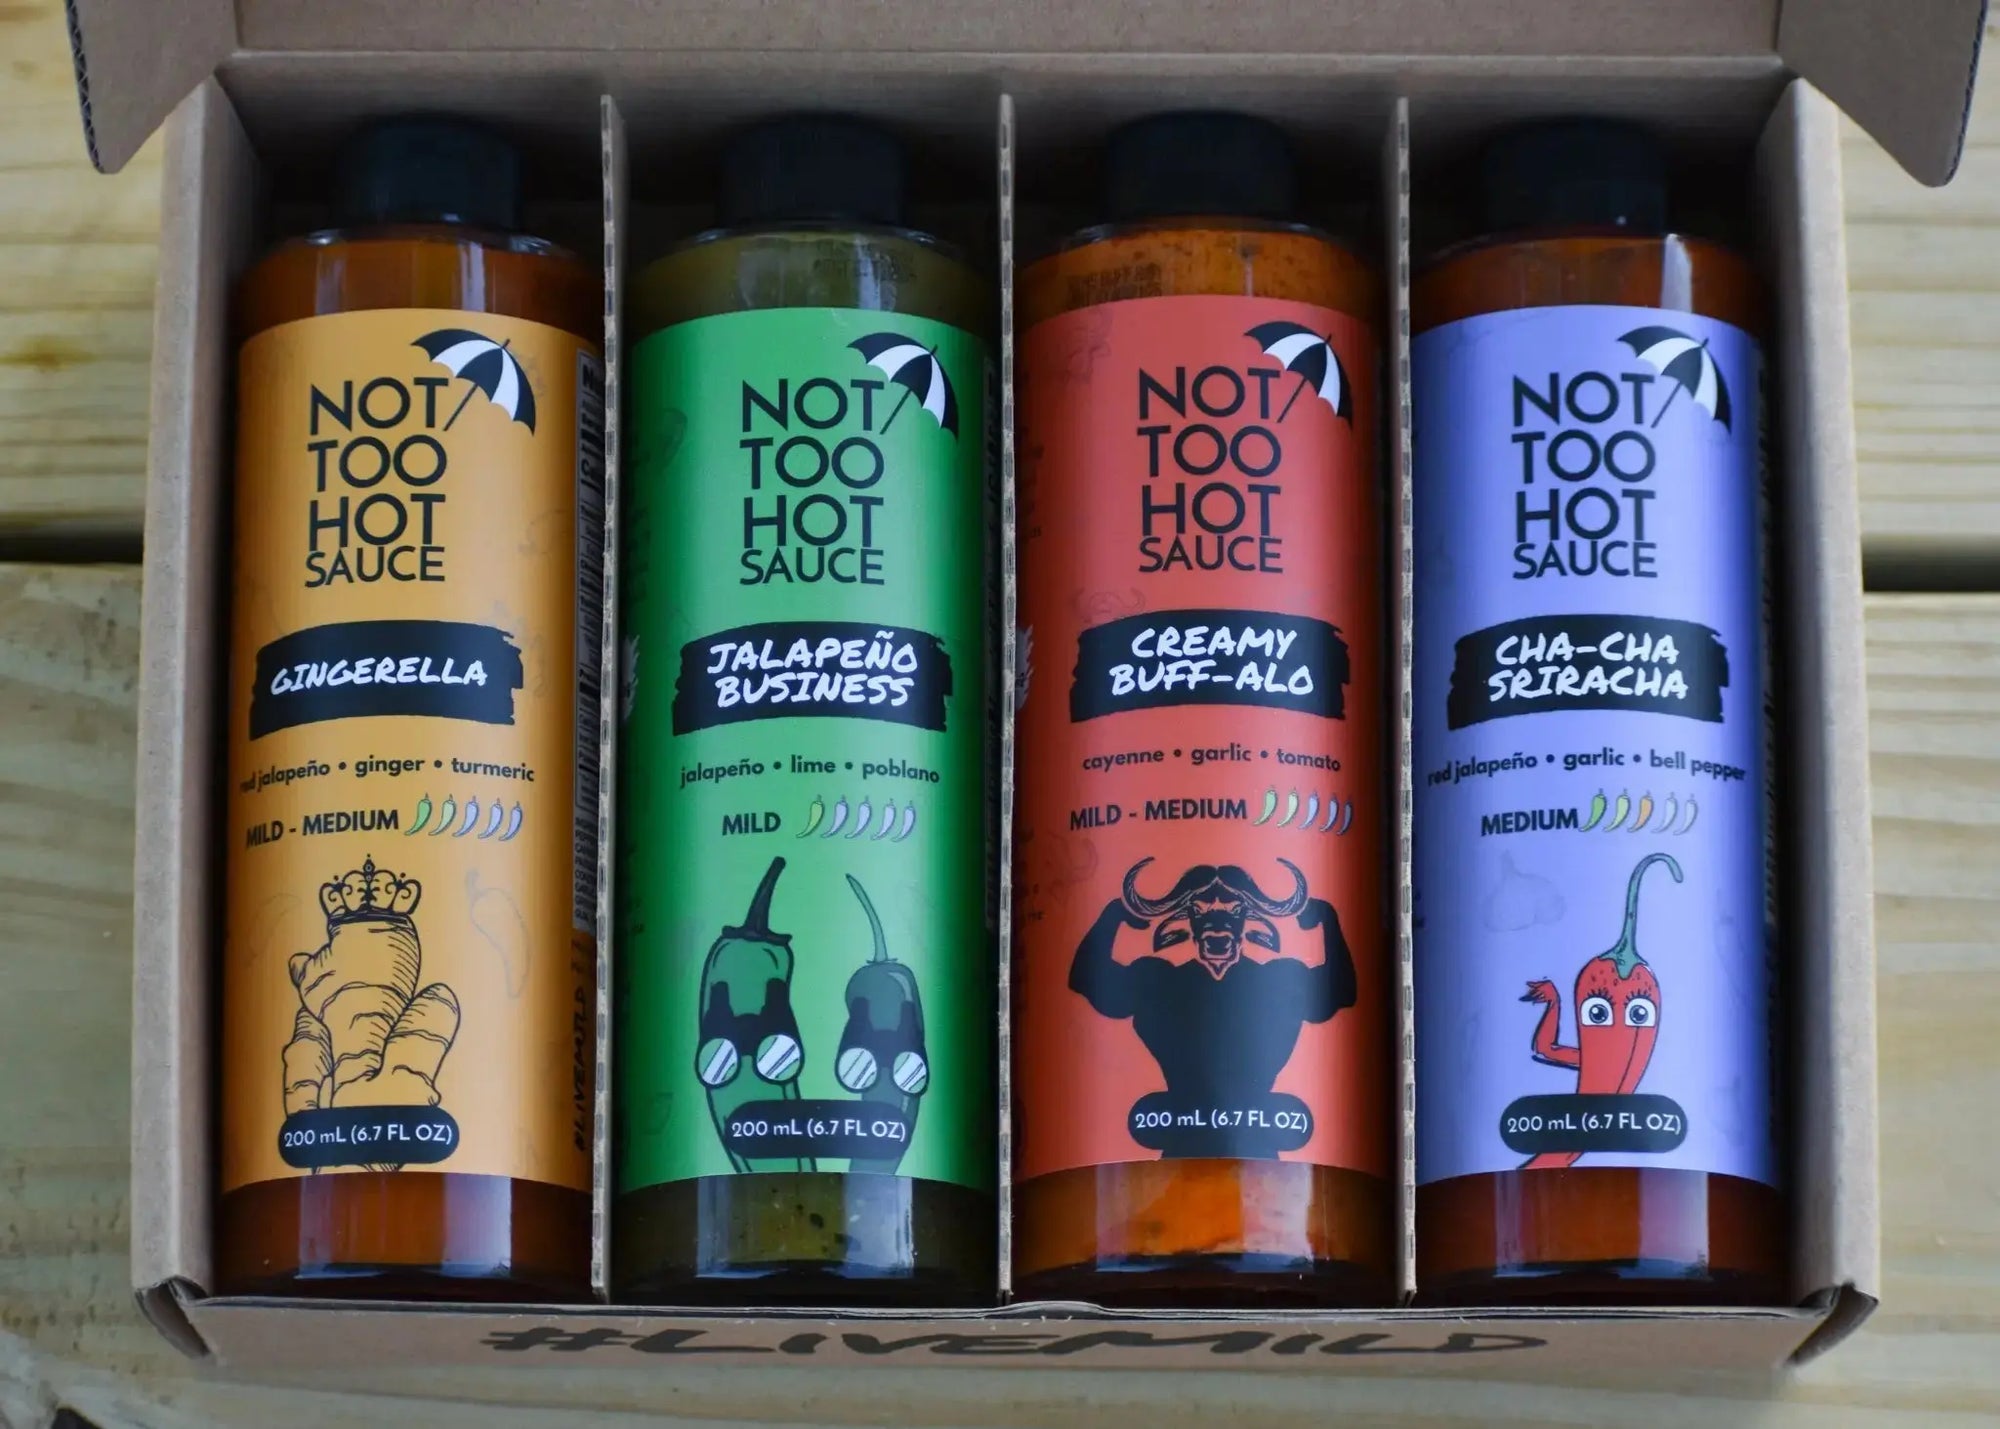 NOT
TOO
HOT
SAUCE
GINGERELLA
red jalapeño • ginger • turmeric
MILD - MEDIUM
200 mL (6.7 FL OZ)
#LIVEMILD
NOT
TOO
HOT
SAUCE
JALAPEÑO
BUSINESS
jalapeño • lime • poblano
MILD
200 mL (6.7 FL OZ)
NOT
TOO
HOT
SAUCE
CREAMY
BUFF-ALO
cayenne • garlic • tomato
MILD - MEDIUM
200 mL (6.7 FL OZ)
NOT
TOO
HOT
SAUCE
CHA-CHA
SRIRACHA
red jalapeño • garlic • bell pepper
MEDIUM
200 mL (6.7 FL OZ)
#LIVEMILD